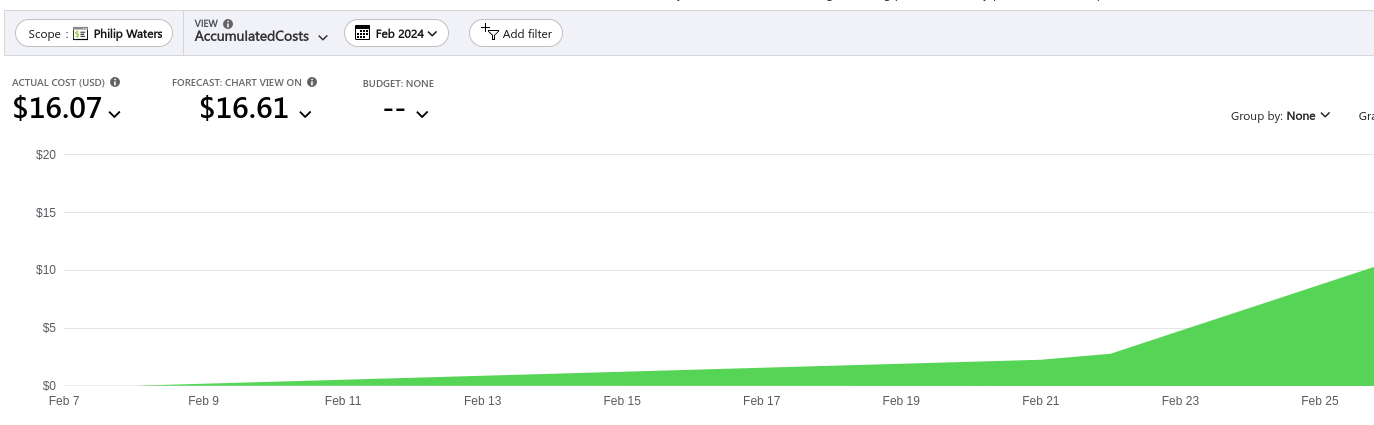 Scope : Philip Waters
VIEW
AccumulatedCosts
Feb 2024
Add filter
ACTUAL COST (USD)
$16.07
FORECAST: CHART VIEW ON
$16.61
BUDGET: NONE
--
Group by: None
Gra
$20
$15
$10
$5
$0
Feb 7 Feb 9 Feb 11 Feb 13 Feb 15 Feb 17 Feb 19 Feb 21 Feb 23 Feb 25